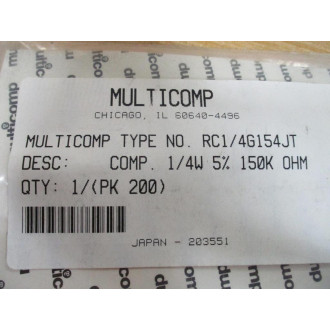 MULTICOMP
CHICAGO, IL 60640-4496
MULTICOMP TYPE NO. RC1/4G154JT
DESC: COMP. 1/4W 5% 150K OHM
QTY: 1/(PK 200)
JAPAN - 203551